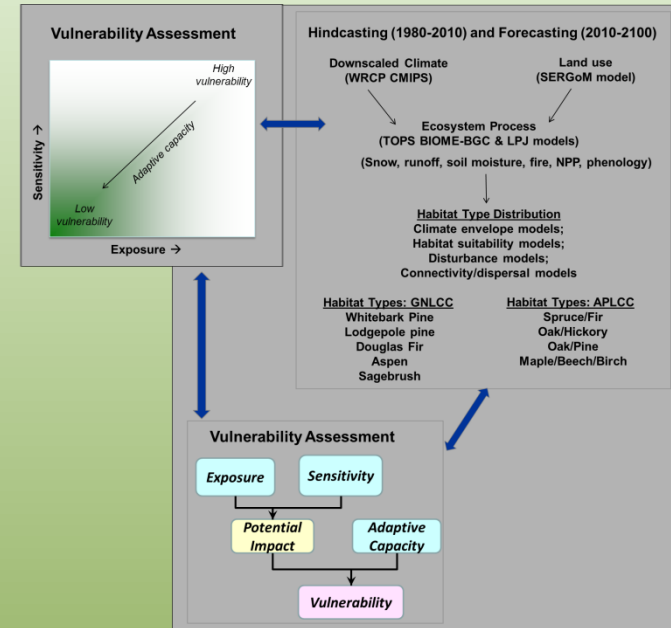 Vulnerability Assessment
High
vulnerability
Adaptive capacity
Low
vulnerability
Sensitivity →
Exposure →
Hindcasting (1980-2010) and Forecasting (2010-2100)
Downscaled Climate
(WRCP CMIPS)
Land use
(SERGoM model)
Ecosystem Process
(TOPS BIOME-BGC & LPJ models)
(Snow, runoff, soil moisture, fire, NPP, phenology)
Habitat Type Distribution
Climate envelope models;
Habitat suitability models;
Disturbance models;
Connectivity/dispersal models
Habitat Types: GNLCC
Whitebark Pine
Lodgepole pine
Douglas Fir
Aspen
Sagebrush
Habitat Types: APLCC
Spruce/Fir
Oak/Hickory
Oak/Pine
Maple/Beech/Birch
Vulnerability Assessment
Exposure
Sensitivity
Potential
Impact
Adaptive
Capacity
Vulnerability